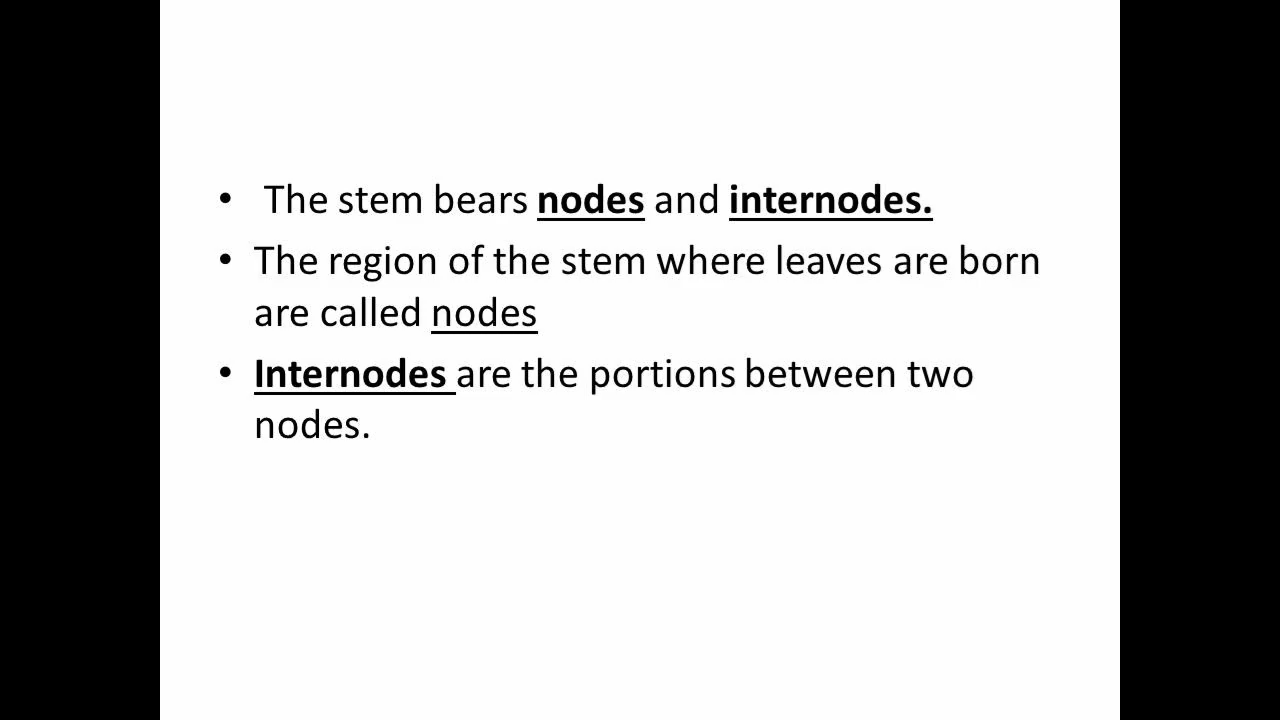 • The stem bears nodes and internodes.
• The region of the stem where leaves are born
are called nodes
• Internodes are the portions between two
nodes.